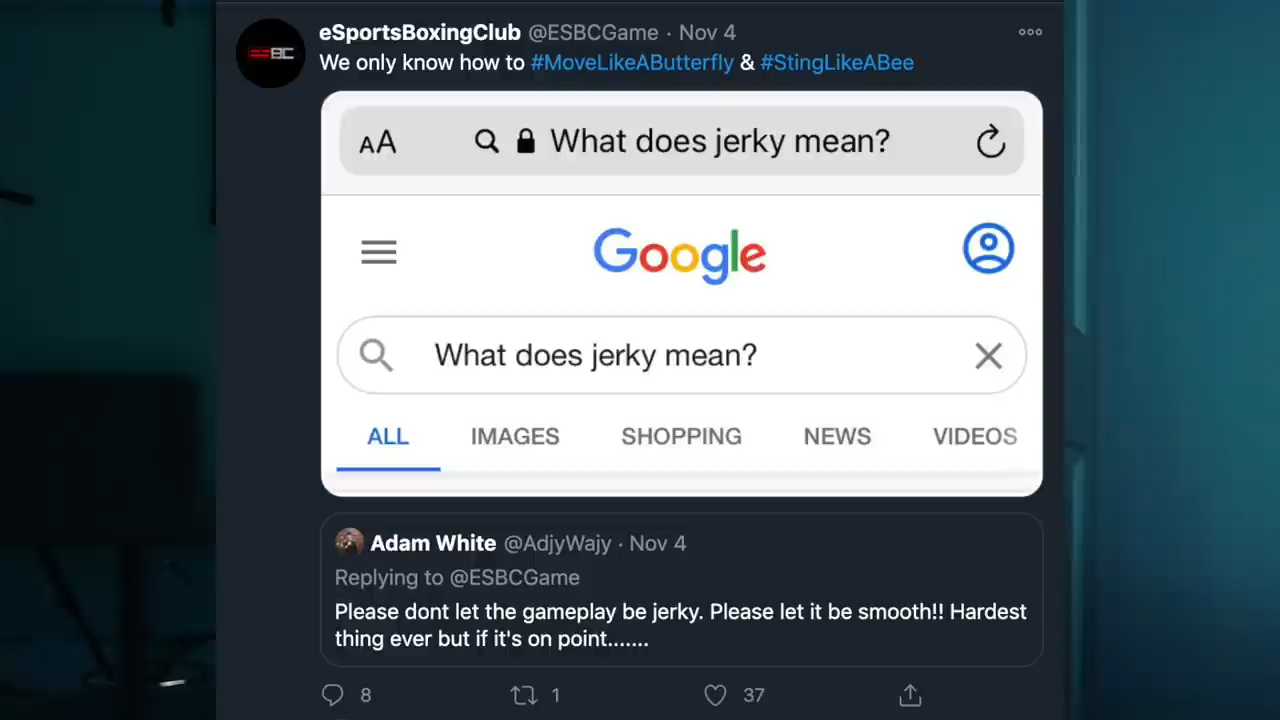 eSportsBoxingClub @ESBCGame · Nov 4
We only know how to #MoveLikeAButterfly & #StingLikeABee
ESBC
AA What does jerky mean?
Google
What does jerky mean?
ALL IMAGES SHOPPING NEWS VIDEOS
Adam White @AdjyWajy · Nov 4
Replying to @ESBCGame
Please dont let the gameplay be jerky. Please let it be smooth!! Hardest
thing ever but if it's on point.......
8 1 37